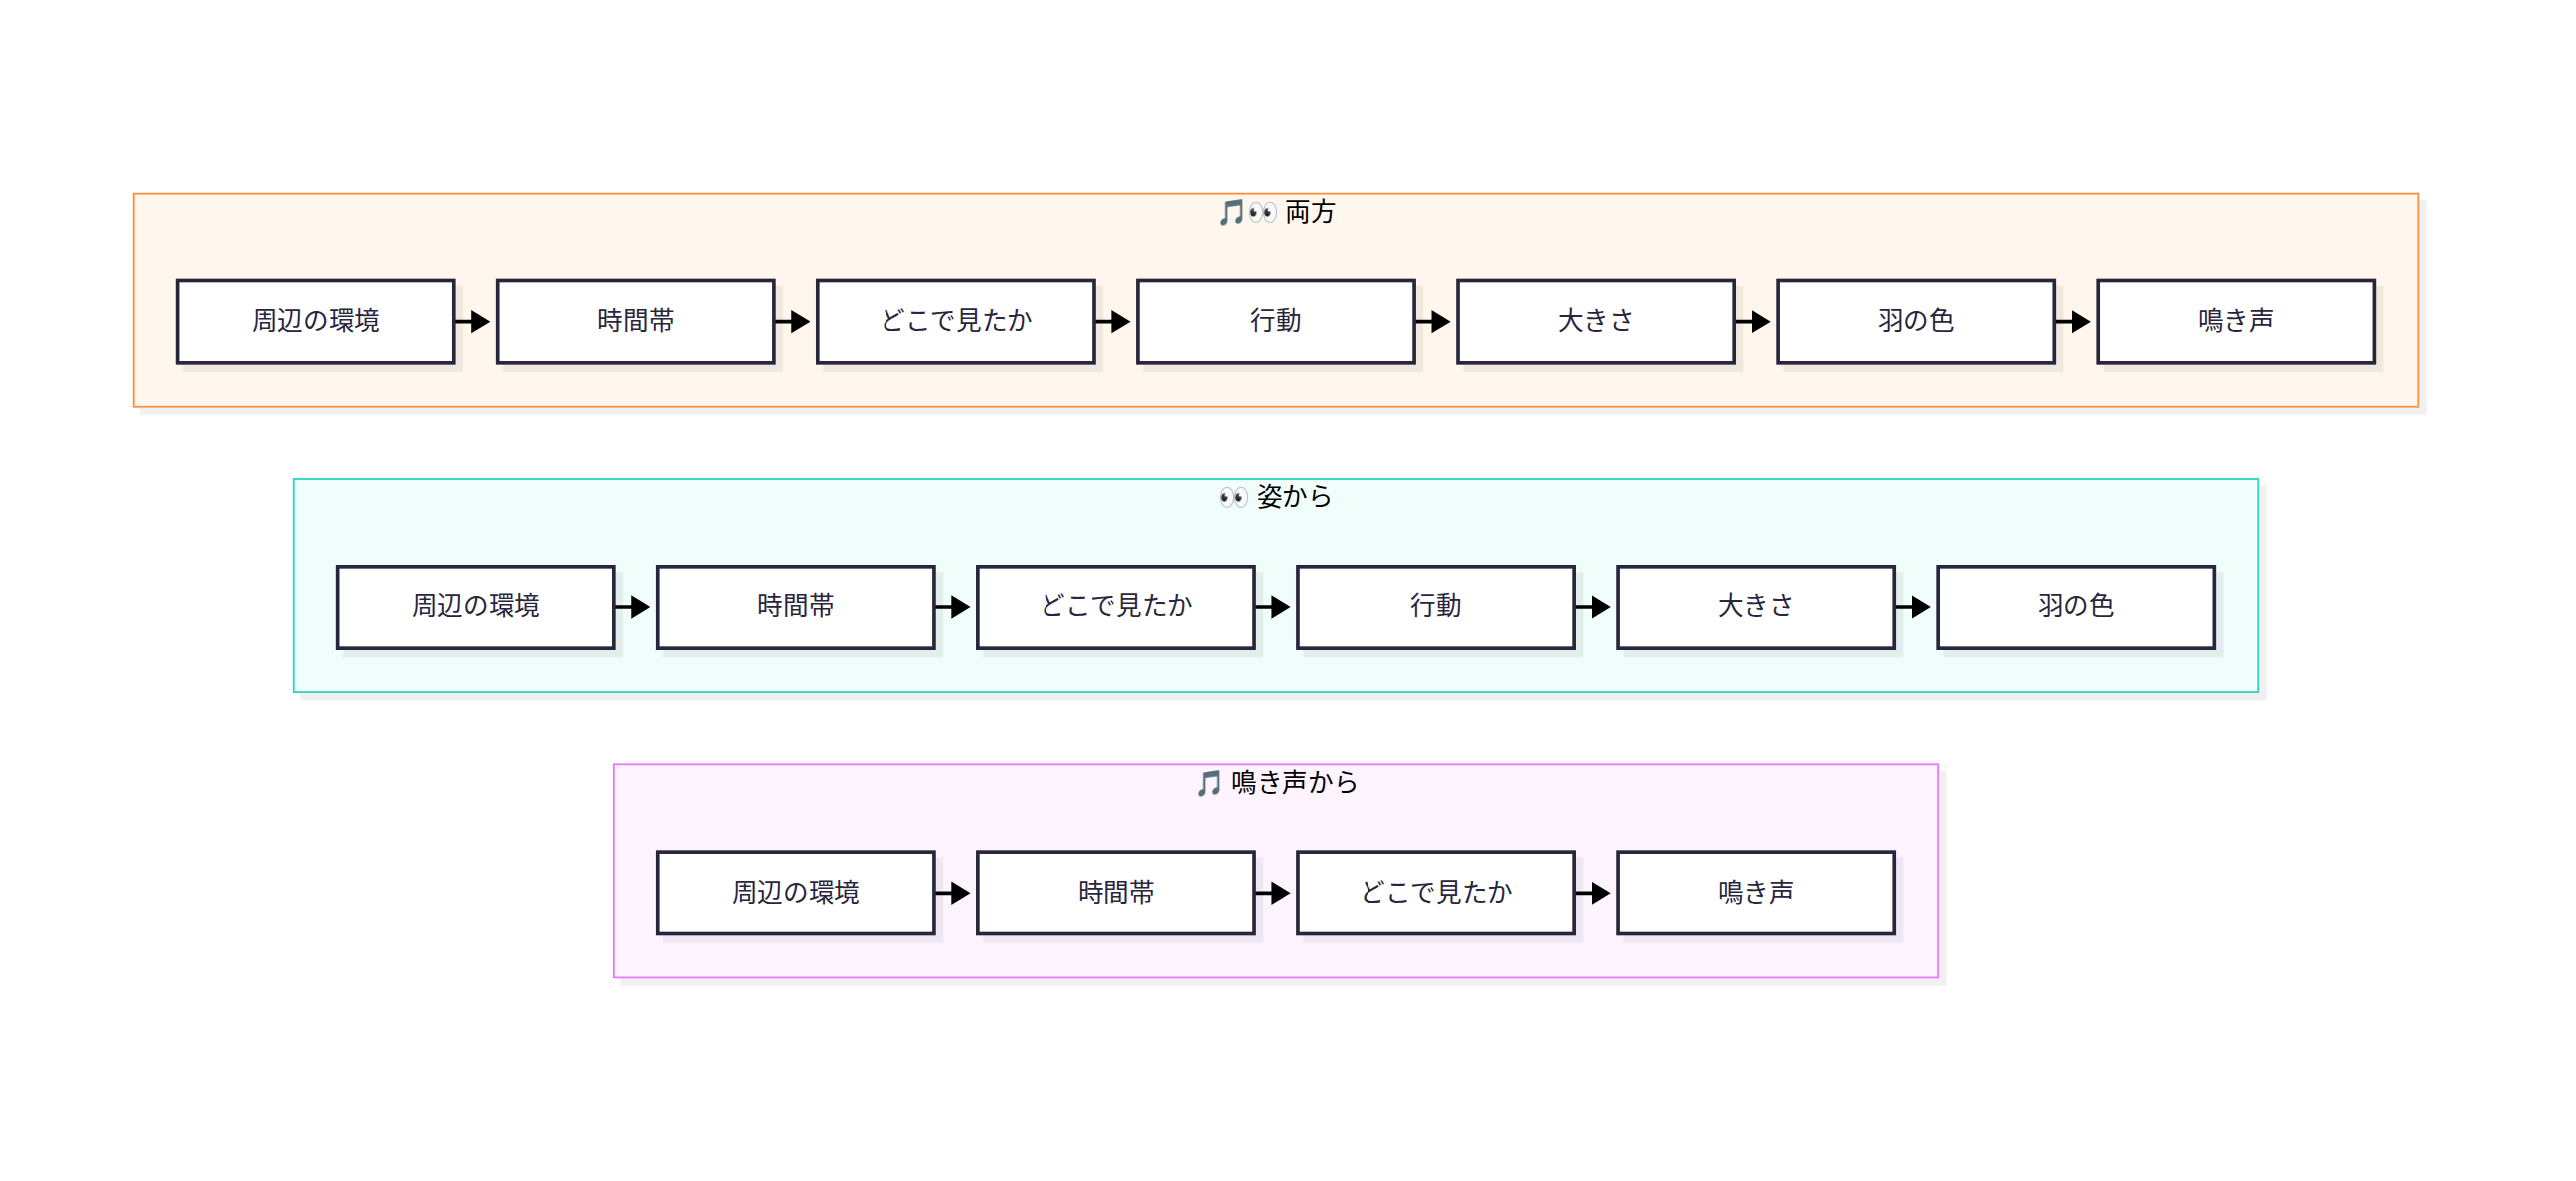 🎵👀 両方
周辺の環境
時間帯
どこで見たか
行動
大きさ
羽の色
鳴き声
👀 姿から
周辺の環境
時間帯
どこで見たか
行動
大きさ
羽の色
🎵 鳴き声から
周辺の環境
時間帯
どこで見たか
鳴き声